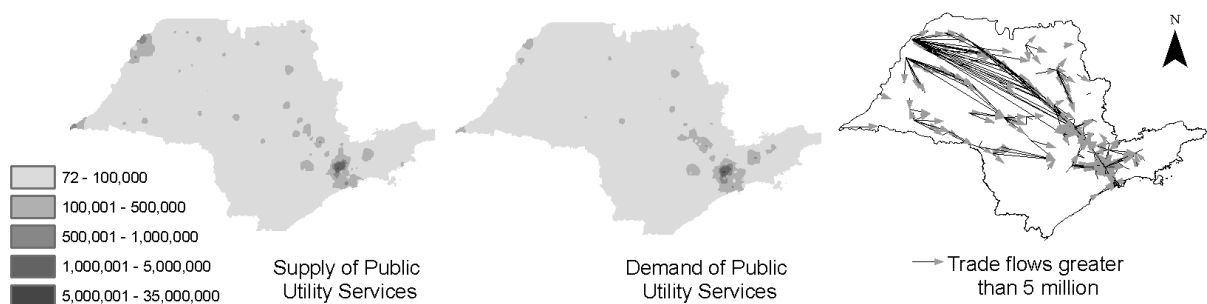 N
72 - 100,000
100,001 - 500,000
500,001 - 1,000,000
1,000,001 - 5,000,000
5,000,001 - 35,000,000
Supply of Public
Utility Services
Demand of Public
Utility Services
Trade flows greater
than 5 million